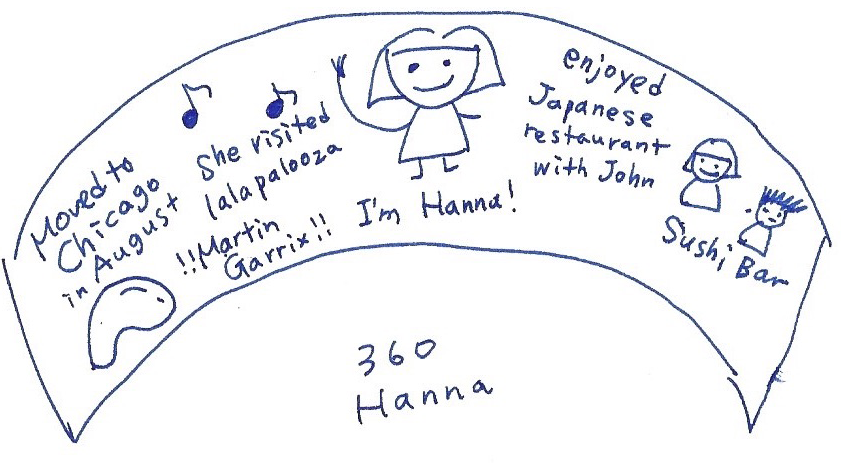 Moved to
Chicago
in August
She visited
lalapalooza
!!Martin
Garrix!!
I'm Hanna!
enjoyed
Japanese
restaurant
with John
Sushi Bar
360
Hanna